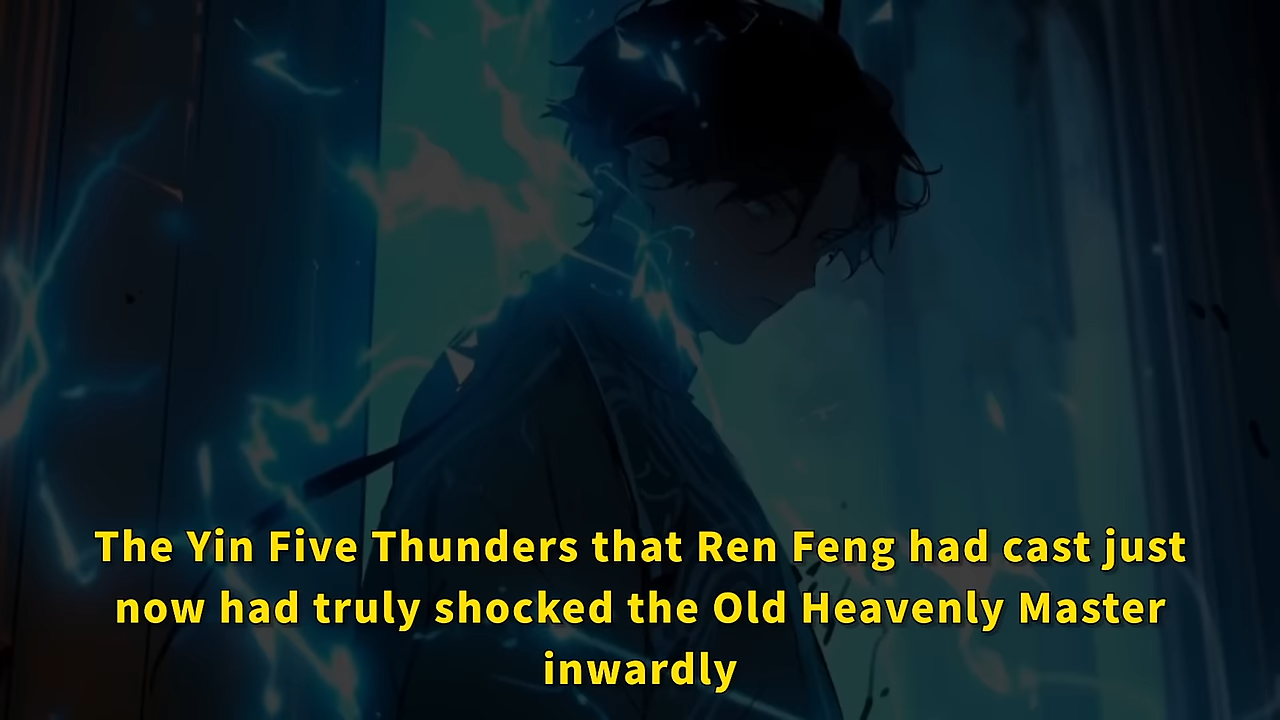 The Yin Five Thunders that Ren Feng had cast just
now had truly shocked the Old Heavenly Master
inwardly